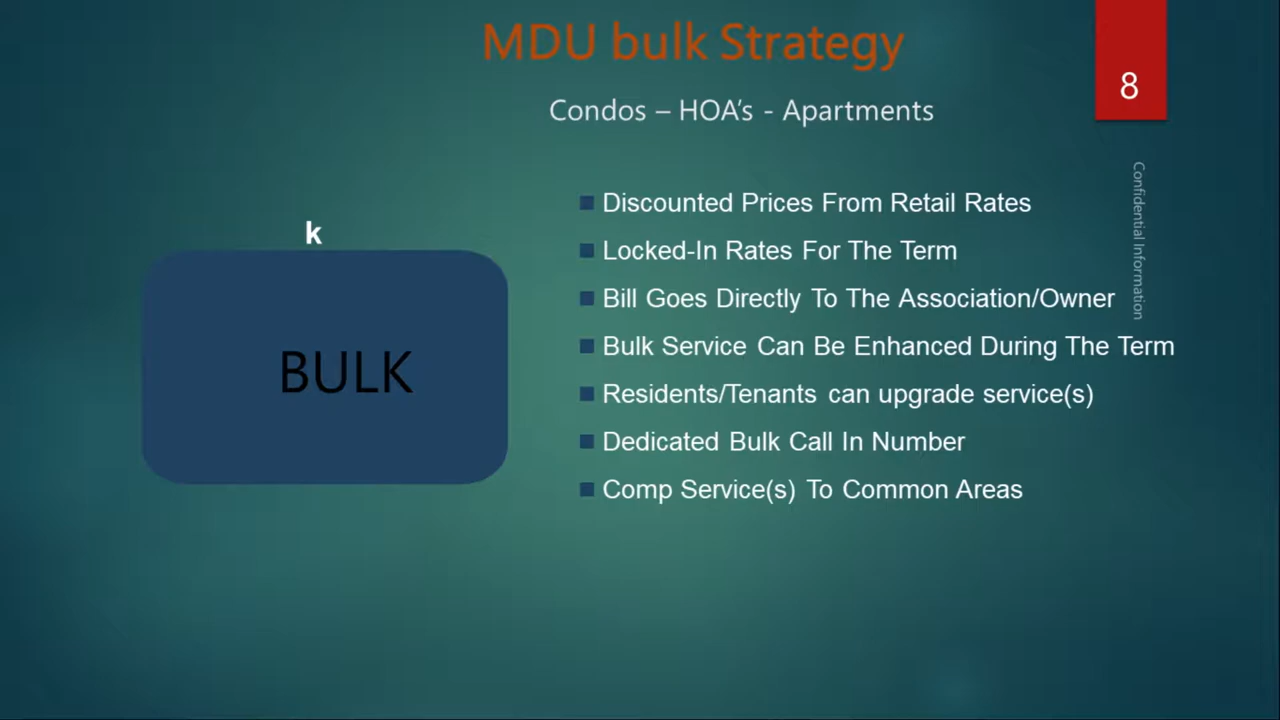 MDU bulk Strategy
8
Condos – HOA’s - Apartments
Confidential Information
k
BULK
Discounted Prices From Retail Rates
Locked-In Rates For The Term
Bill Goes Directly To The Association/Owner
Bulk Service Can Be Enhanced During The Term
Residents/Tenants can upgrade service(s)
Dedicated Bulk Call In Number
Comp Service(s) To Common Areas